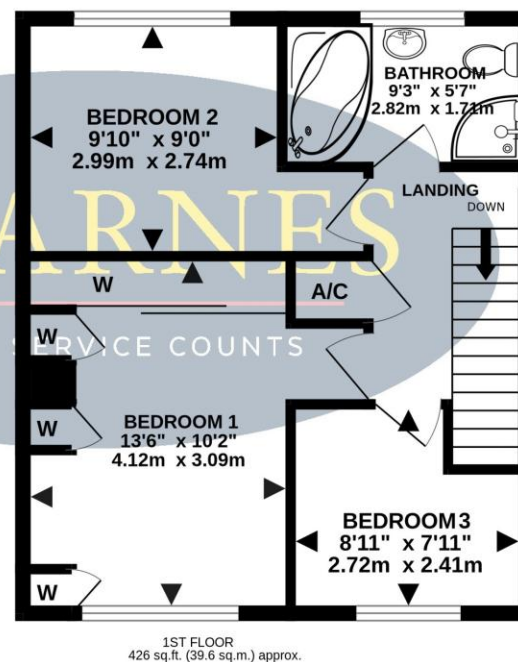 BEDROOM 2
9'10" x 9'0"
2.99m x 2.74m
BATHROOM
9'3" x 5'7"
2.82m x 1.71m
LANDING
DOWN
ARNES
W
A/C
W
SERVICE COUNTS
W
BEDROOM 1
13'6" x 10'2"
4.12m x 3.09m
BEDROOM 3
8'11" x 7'11"
2.72m x 2.41m
W
1ST FLOOR
426 sq.ft. (39.6 sq.m.) approx.